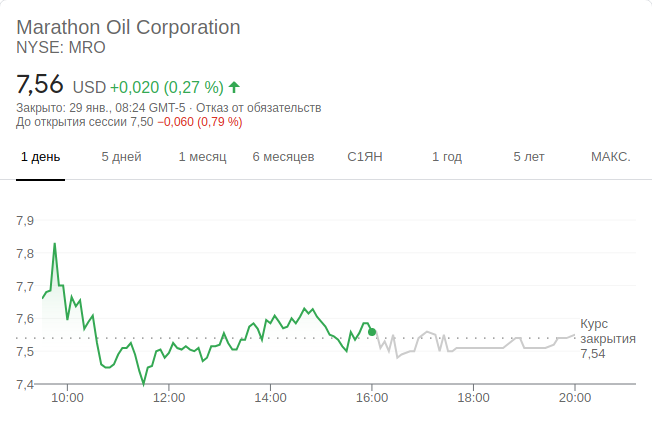 Marathon Oil Corporation
NYSE: MRO
7,56 USD +0,020 (0,27 %)
Закрыто: 29 янв., 08:24 GMT-5 · Отказ от обязательств
До открытия сессии 7,50 −0,060 (0,79 %)
1 день 5 дней 1 месяц 6 месяцев С1ЯН 1 год 5 лет МАКС.
7,9
7,8
7,7
7,6
7,5
7,4
Курс
закрытия
7,54
10:00 12:00 14:00 16:00 18:00 20:00